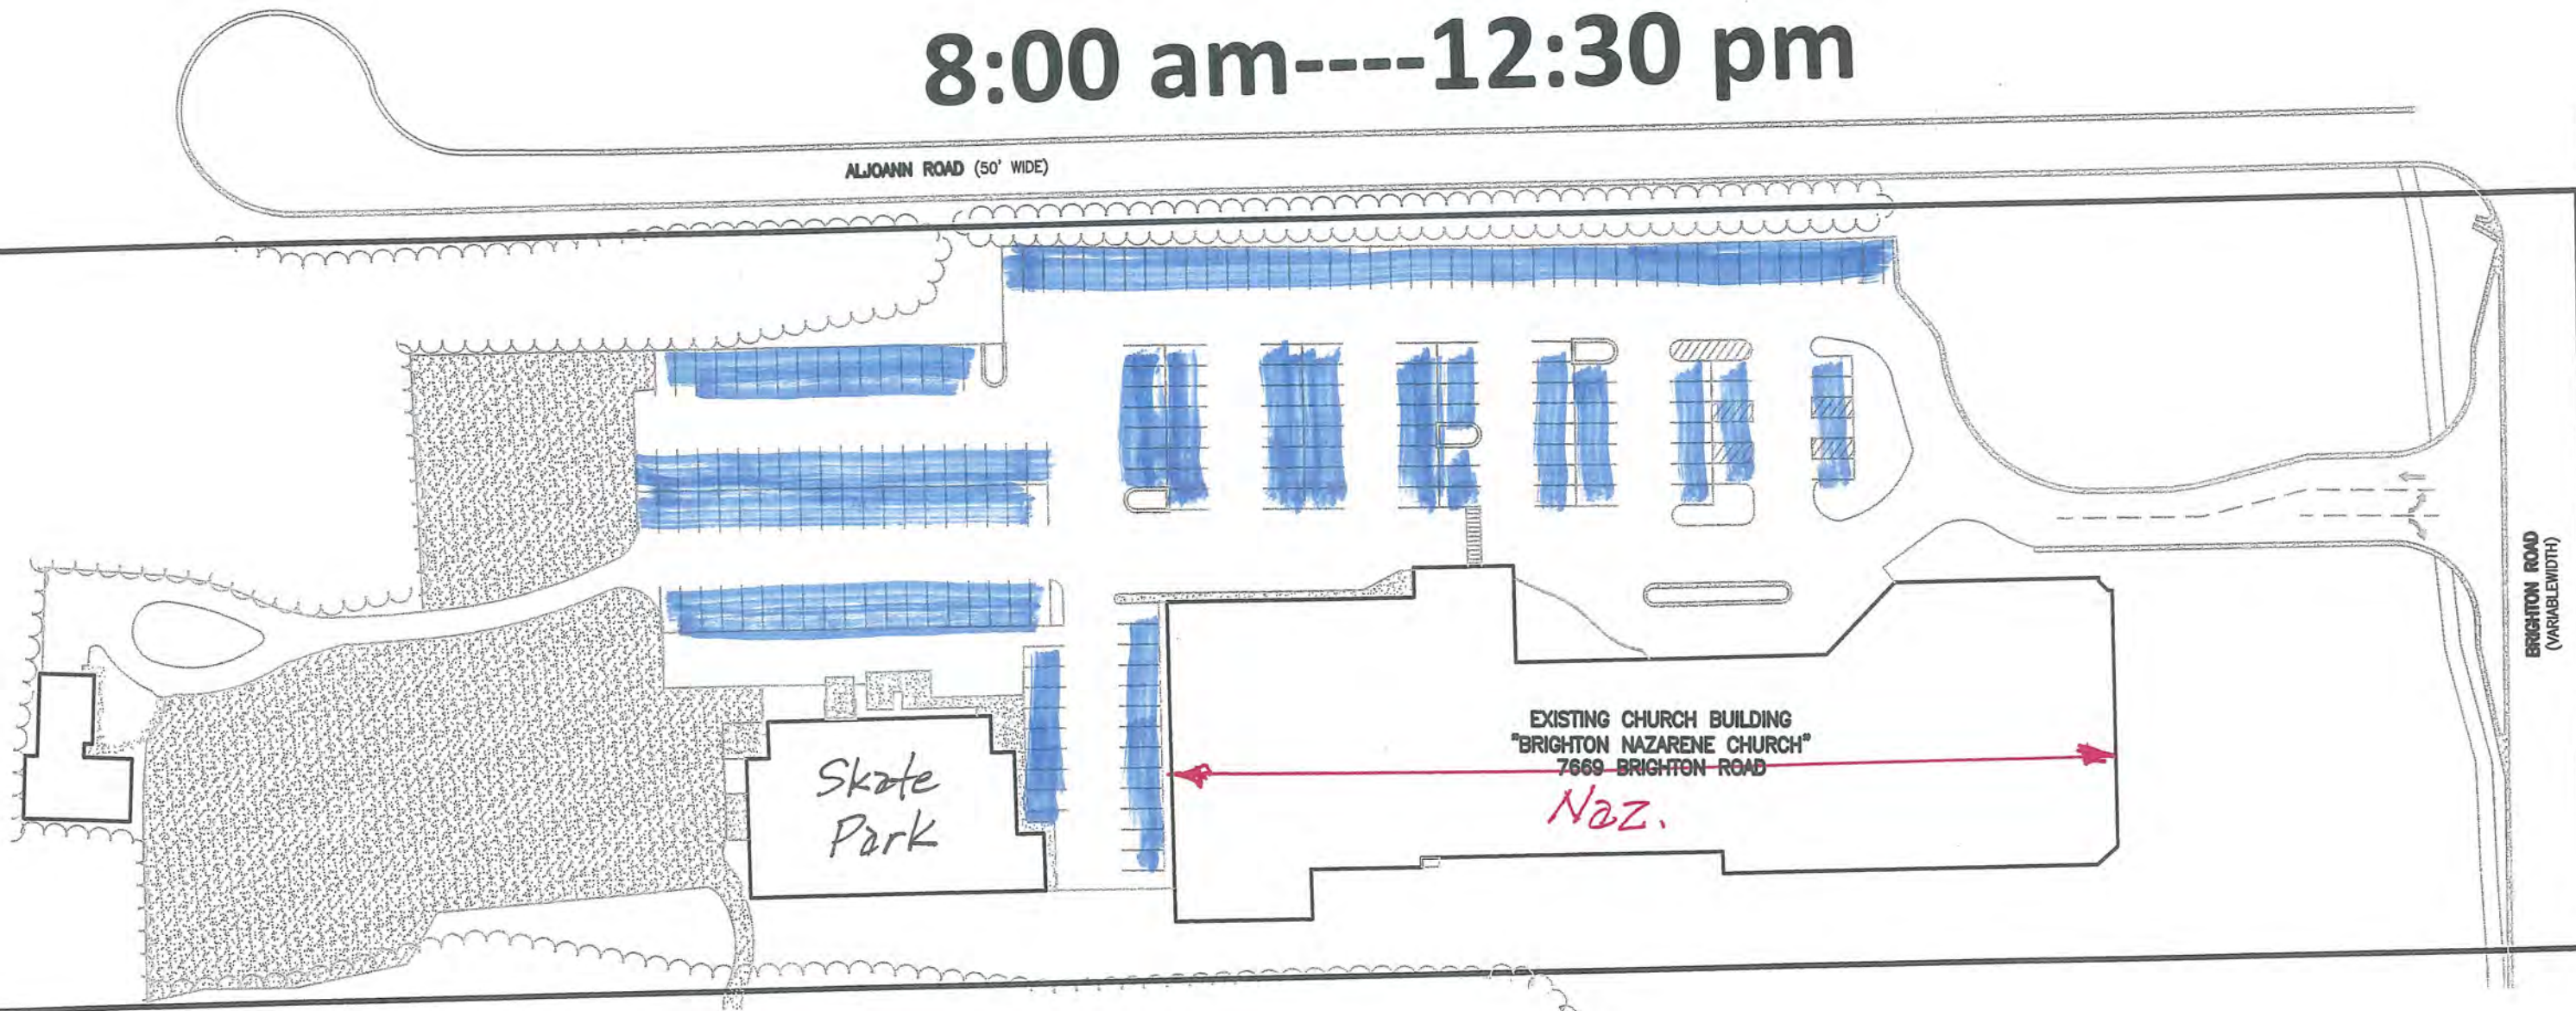 8:00 am----12:30 pm
ALJOANN ROAD (50' WIDE)
BRIGHTON ROAD
(VARIABLEWIDTH)
EXISTING CHURCH BUILDING
"BRIGHTON NAZARENE CHURCH"
7669 BRIGHTON ROAD
Naz.
Skate
Park